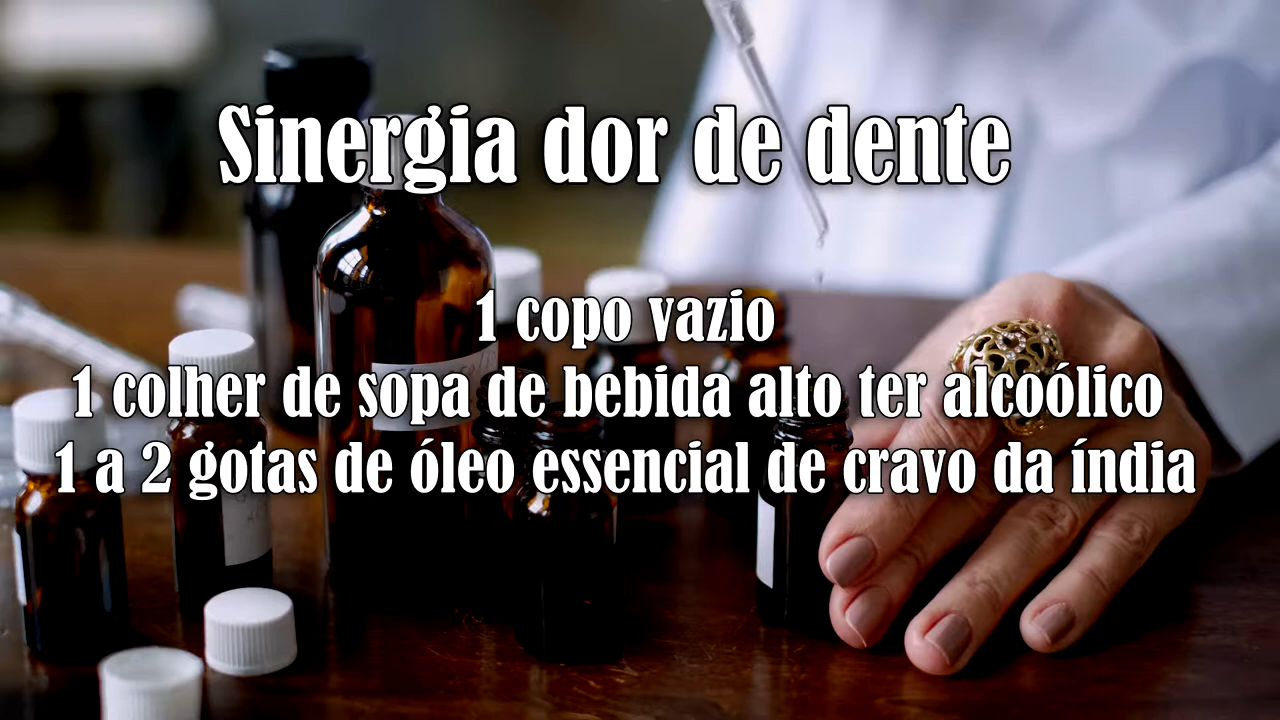 Sinergia dor de dente
1 copo vazio
1 colher de sopa de bebida alto ter alcoólico
1 a 2 gotas de óleo essencial de cravo da índia